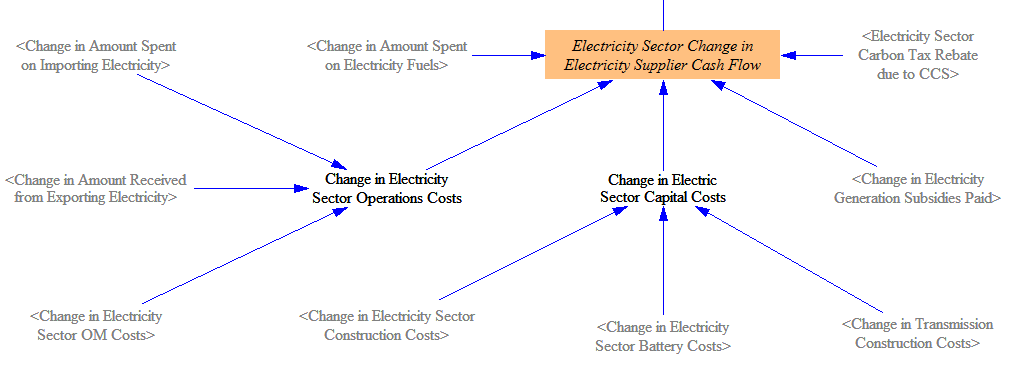 <Change in Amount Spent
on Importing Electricity>
<Change in Amount Spent
on Electricity Fuels>
Electricity Sector Change in
Electricity Supplier Cash Flow
<Electricity Sector
Carbon Tax Rebate
due to CCS>
<Change in Amount Received
from Exporting Electricity>
Change in Electricity
Sector Operations Costs
Change in Electric
Sector Capital Costs
<Change in Electricity
Generation Subsidies Paid>
<Change in Electricity
Sector OM Costs>
<Change in Electricity Sector
Construction Costs>
<Change in Electricity
Sector Battery Costs>
<Change in Transmission
Construction Costs>